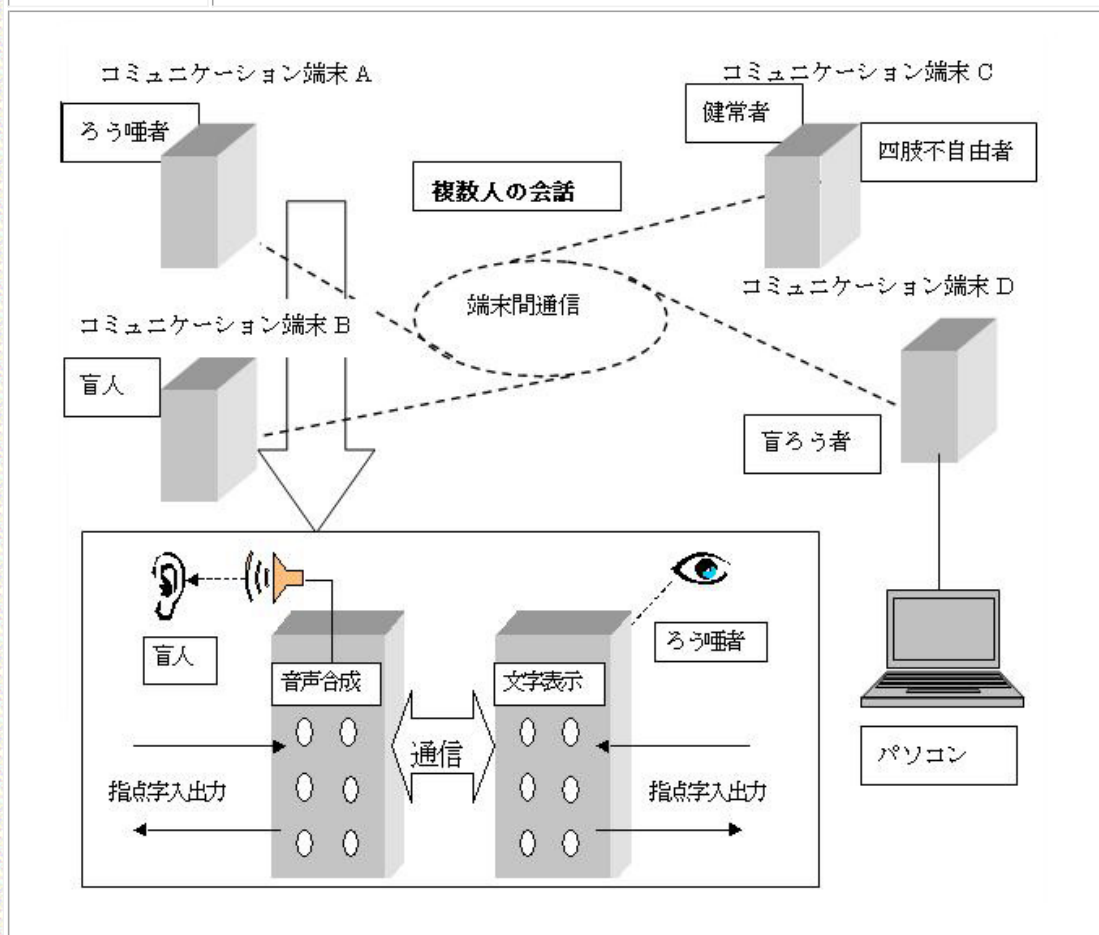 コミュニケーション端末 A
コミュニケーション端末 C
ろう唖者
健常者
四肢不自由者
複数人の会話
端末間通信
コミュニケーション端末 D
コミュニケーション端末 B
盲人
盲ろう者
盲人
音声合成
文字表示
ろう唖者
通信
指点字入出力
指点字入出力
パソコン